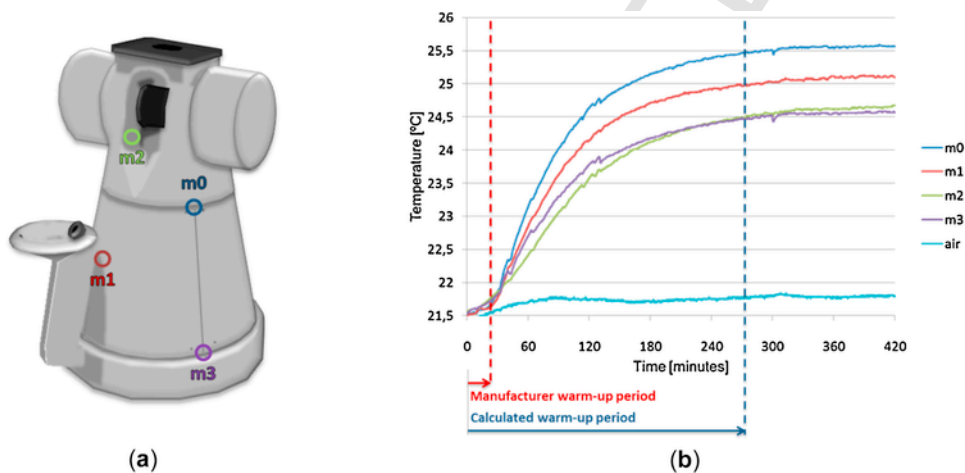 m2
m0
m1
m3
(a)
26
25,5
25
24,5
24
23,5
23
22,5
22
21,5
Temperature [ºC]
0
60
120
180
240
300
360
420
Time [minutes]
m0
m1
m2
m3
air
Manufacturer warm-up period
Calculated warm-up period
(b)